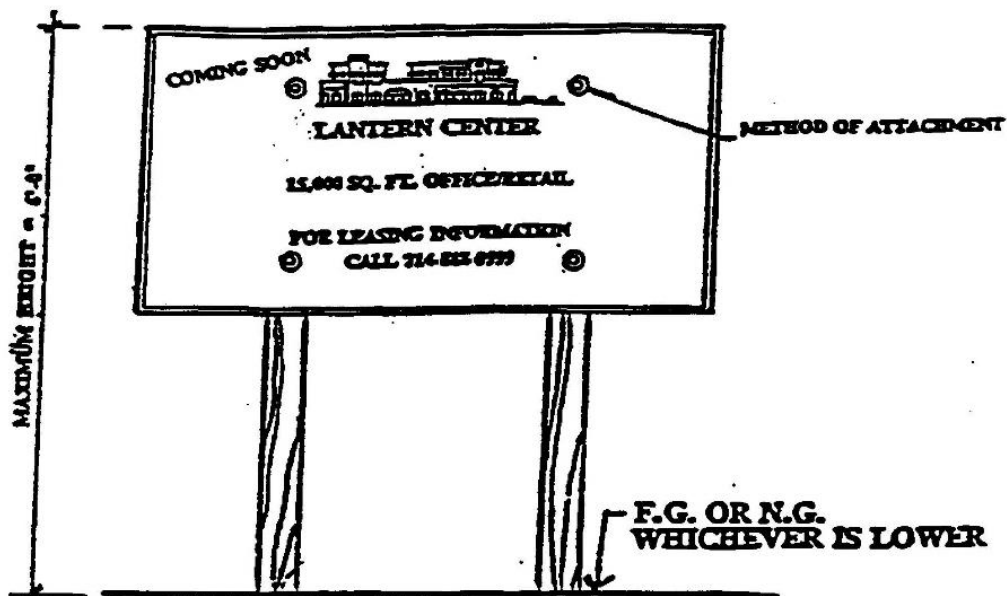 COMING SOON
LANTERN CENTER
15,000 SQ. FT. OFFICE/RETAIL
FOR LEASING INFORMATION
CALL
METHOD OF ATTACHMENT
MAXIMUM HEIGHT =
F.G. OR N.G.
WHICHEVER IS LOWER